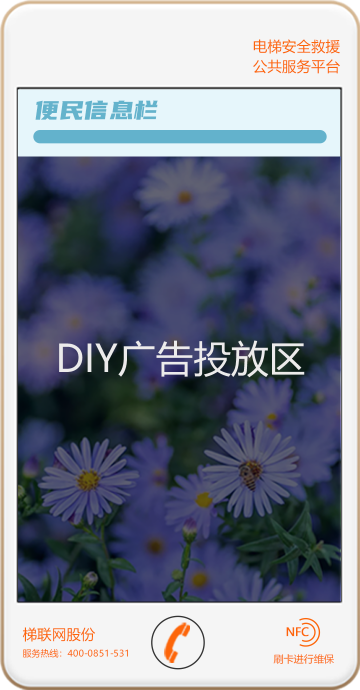 电梯安全救援
公共服务平台
便民信息栏
DIY广告投放区
梯联网股份
服务热线：400-0851-531
NFC
刷卡进行维保